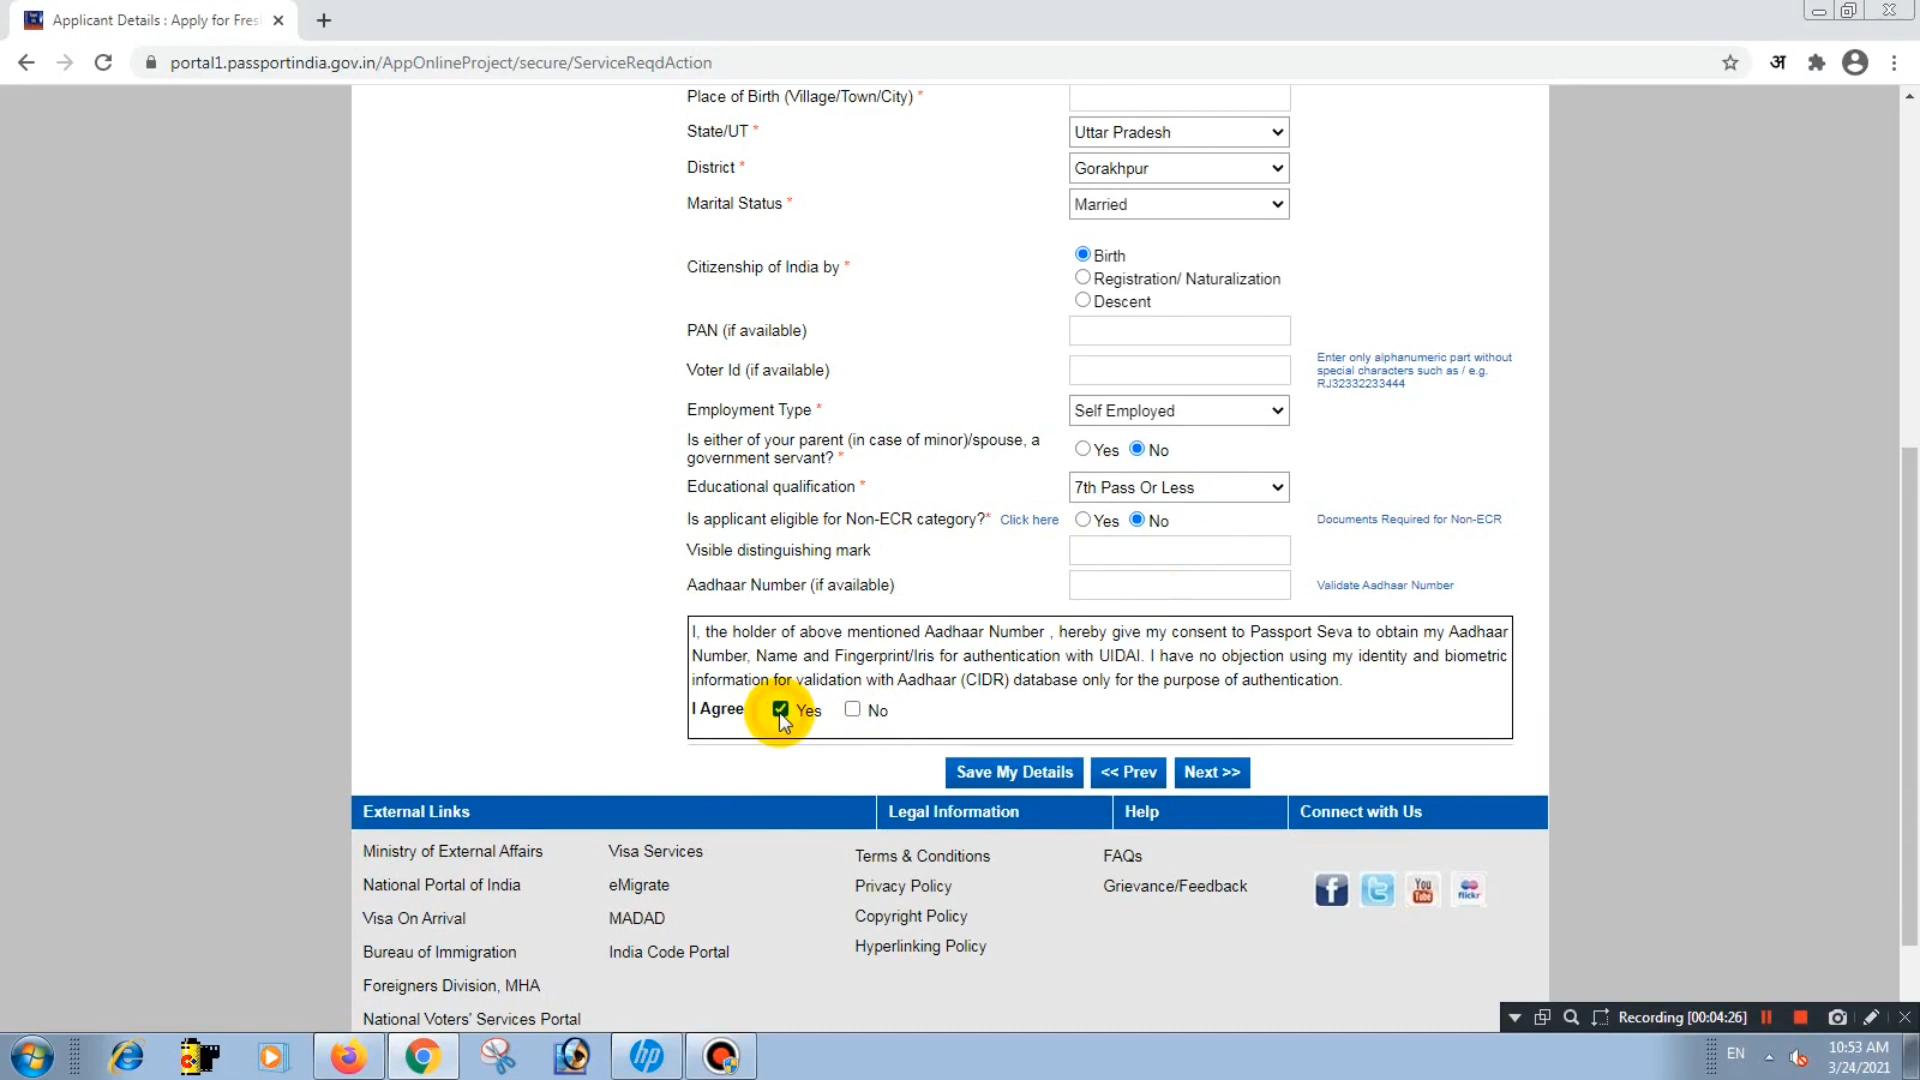 Applicant Details : Apply for Fres
portal1.passportindia.gov.in/AppOnlineProject/secure/ServiceReqdAction
अ
Place of Birth (Village/Town/City) *
State/UT * Uttar Pradesh
District * Gorakhpur
Marital Status * Married
Citizenship of India by *
Birth
Registration/ Naturalization
Descent
PAN (if available)
Voter Id (if available)
Enter only alphanumeric part without
special characters such as / e.g.
RJ32332233444
Employment Type * Self Employed
Is either of your parent (in case of minor)/spouse, a
government servant? *
Yes No
Educational qualification * 7th Pass Or Less
Is applicant eligible for Non-ECR category?* Click here Yes No Documents Required for Non-ECR
Visible distinguishing mark
Aadhaar Number (if available) Validate Aadhaar Number
I, the holder of above mentioned Aadhaar Number , hereby give my consent to Passport Seva to obtain my Aadhaar
Number, Name and Fingerprint/Iris for authentication with UIDAI. I have no objection using my identity and biometric
information for validation with Aadhaar (CIDR) database only for the purpose of authentication.
I Agree Yes No
Save My Details << Prev Next >>
External Links Legal Information Help Connect with Us
Ministry of External Affairs Visa Services Terms & Conditions FAQs
National Portal of India eMigrate Privacy Policy Grievance/Feedback
Visa On Arrival MADAD Copyright Policy
Bureau of Immigration India Code Portal Hyperlinking Policy
Foreigners Division, MHA
National Voters' Services Portal
f t You Tube flickr
Recording [00:04:26]
hp
EN
10:53 AM
3/24/2021